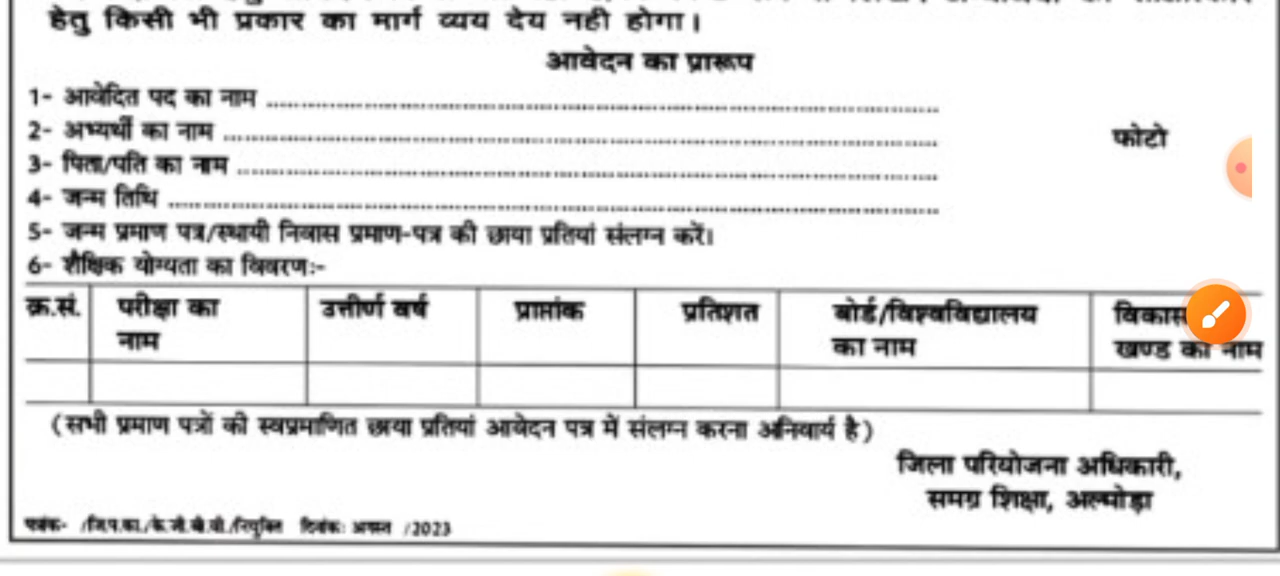 हेतु किसी भी प्रकार का मार्ग व्यय देय नही होगा।
आवेदन का प्रारूप
1- आवेदित पद का नाम ........................................................
2- अभ्यर्थी का नाम ........................................................
फोटो
3- पिता/पति का नाम ........................................................
4- जन्म तिथि ........................................................
5- जन्म प्रमाण पत्र/स्थायी निवास प्रमाण-पत्र की छाया प्रतियां संलग्न करें।
6- शैक्षिक योग्यता का विवरण:-
क्र.सं. परीक्षा का उत्तीर्ण वर्ष प्राप्तांक प्रतिशत बोर्ड/विश्वविद्यालय विकास
नाम का नाम खण्ड का नाम
(सभी प्रमाण पत्रों की स्वप्रमाणित छाया प्रतियां आवेदन पत्र में संलग्न करना अनिवार्य है)
जिला परियोजना अधिकारी,
समग्र शिक्षा, अल्मोड़ा
पत्रांक- /जि.प.का./के.जी.बी.वी./नियुक्ति दिनांक: अगस्त /2023